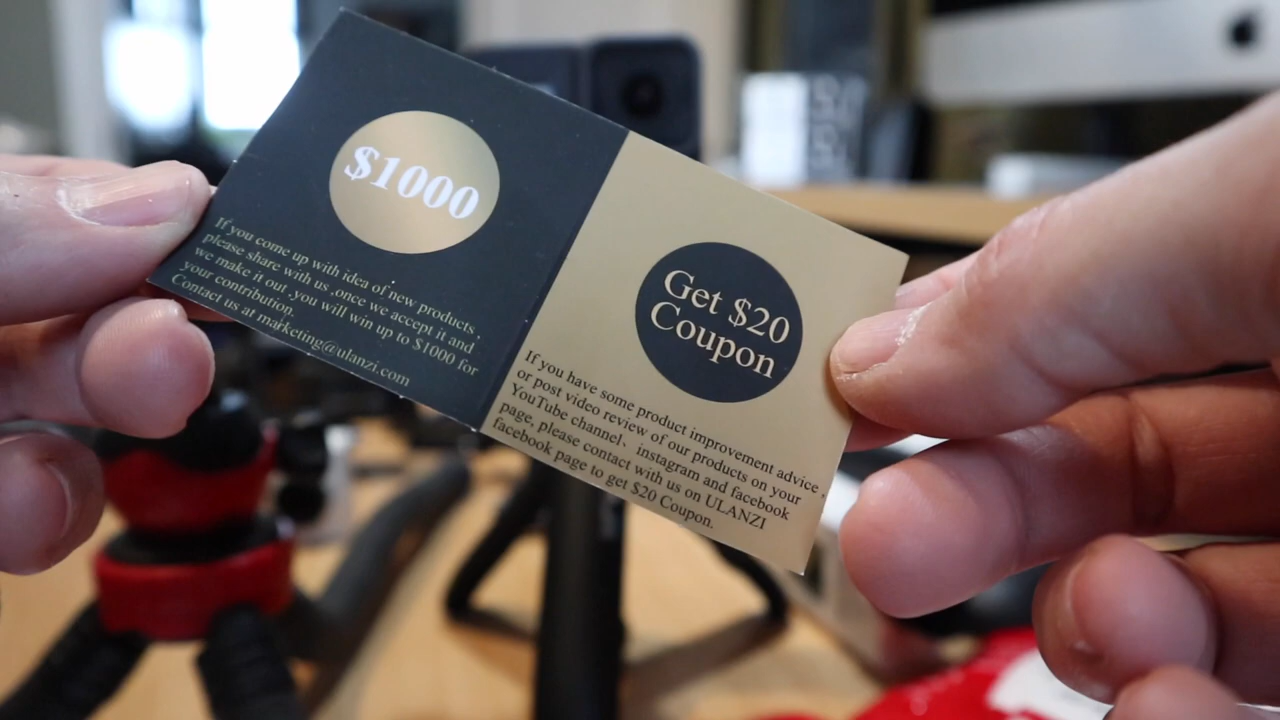 $1000
If you come up with idea of new products,
please share with us ,once we accept it and
we make it out ,you will win up to $1000 for
your contribution.
Contact us at marketing@ulanzi.com
Get $20
Coupon
If you have some product improvement advice ,
or post video review of our products on your
YouTube channel、instagram and facebook
page, please contact with us on ULANZI
facebook page to get $20 Coupon.